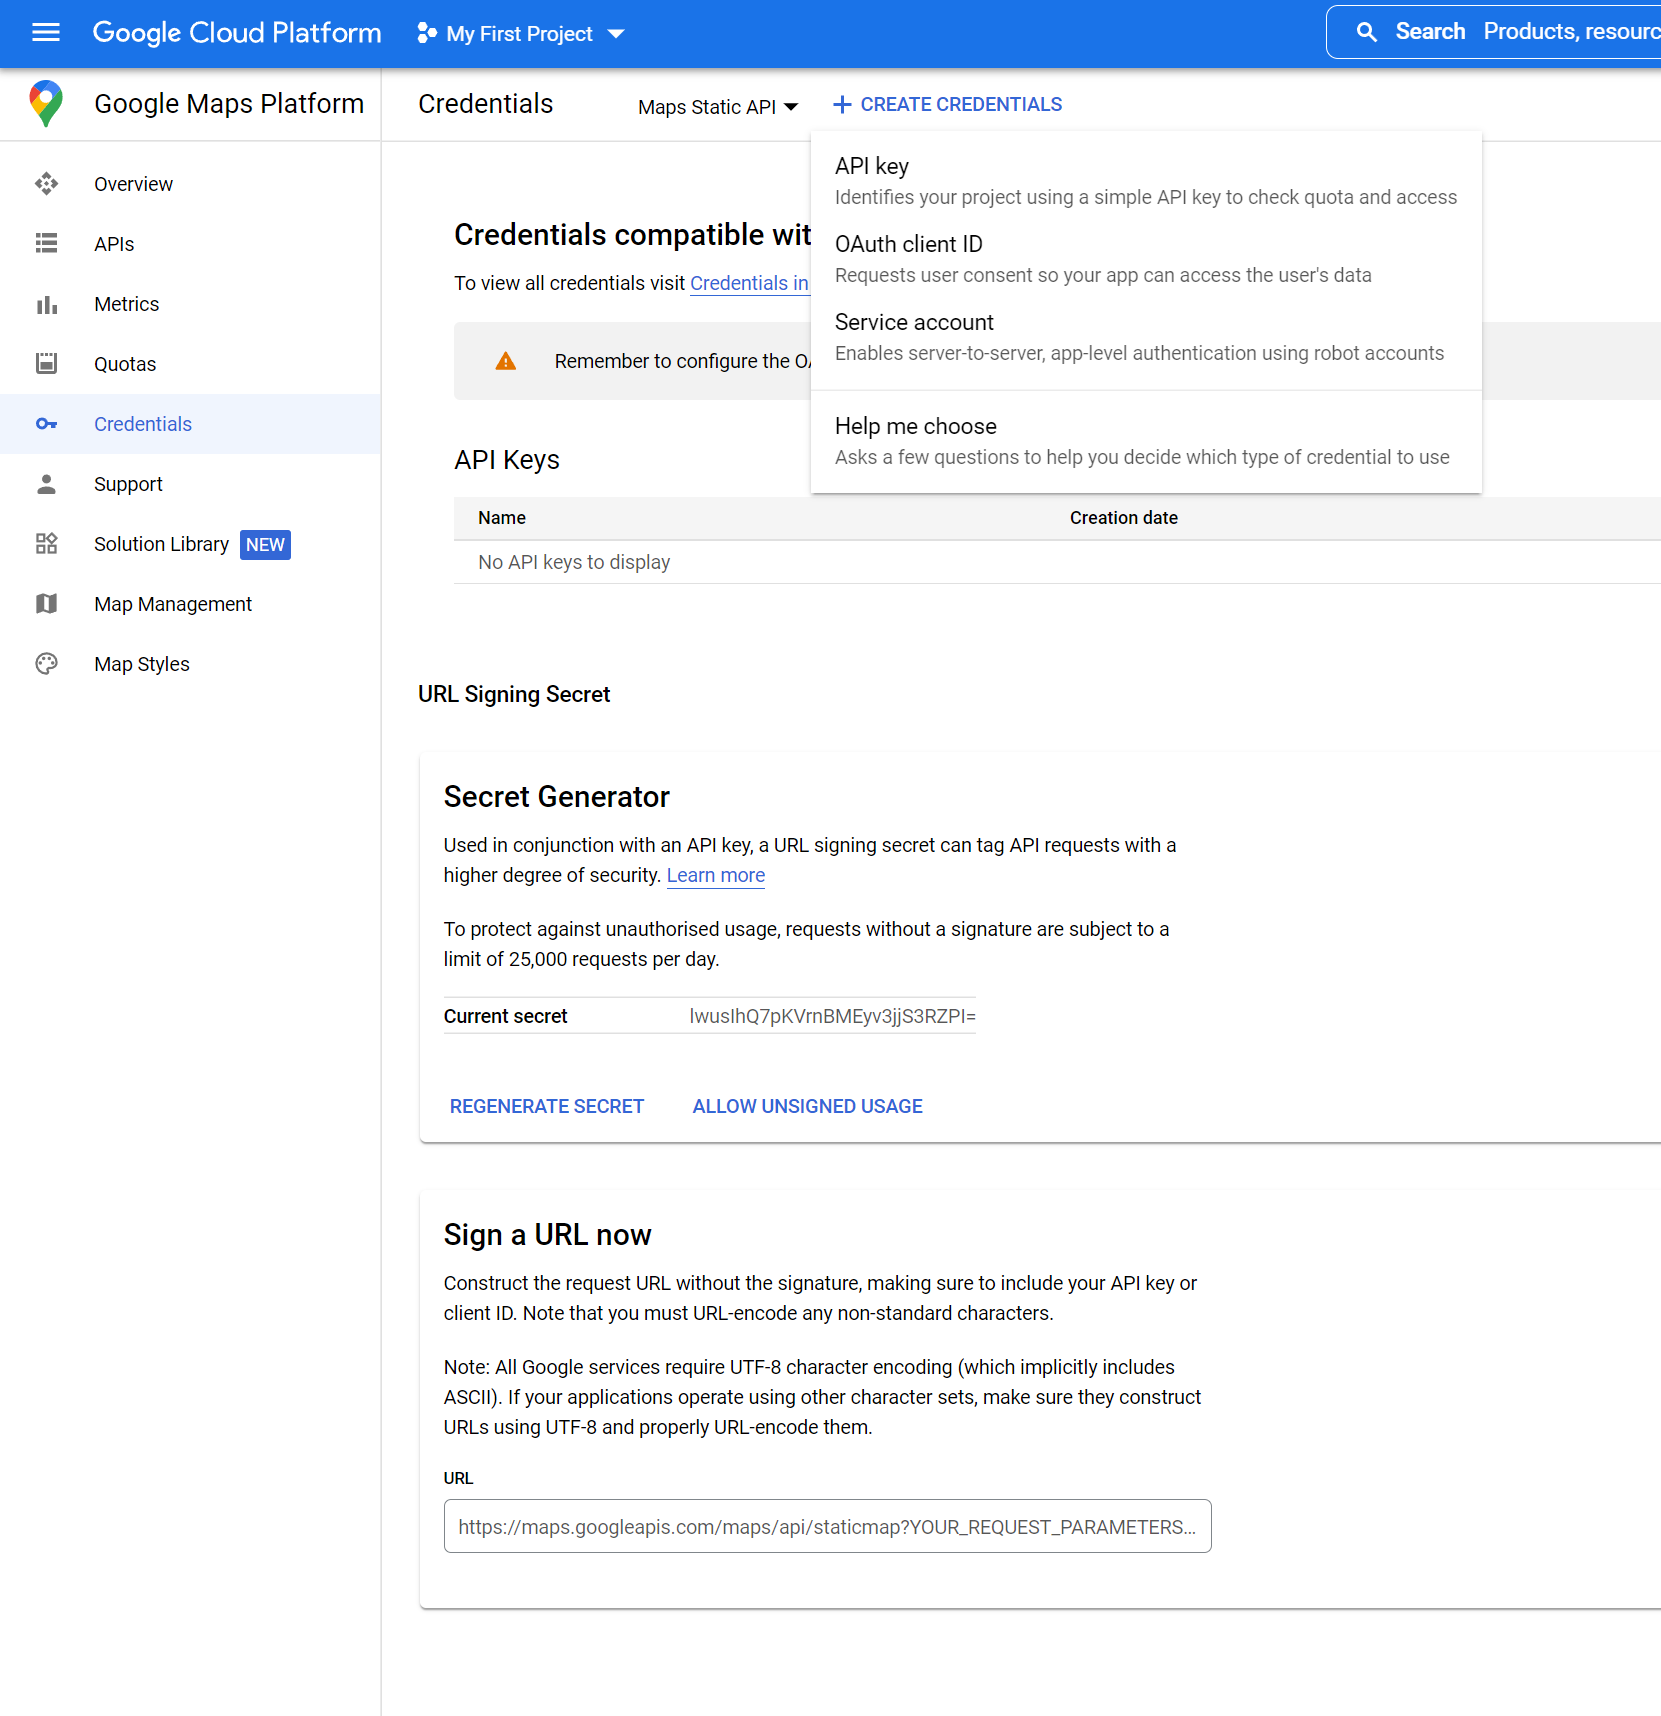 Google Cloud Platform
My First Project
Search Products, resourc
Google Maps Platform
Credentials
Maps Static API
+ CREATE CREDENTIALS
Overview
APIs
Metrics
Quotas
Credentials
Support
Solution Library NEW
Map Management
Map Styles
API key
Identifies your project using a simple API key to check quota and access
OAuth client ID
Requests user consent so your app can access the user's data
Service account
Enables server-to-server, app-level authentication using robot accounts
Help me choose
Asks a few questions to help you decide which type of credential to use
Credentials compatible wit
To view all credentials visit Credentials in
Remember to configure the OA
API Keys
Name Creation date
No API keys to display
URL Signing Secret
Secret Generator
Used in conjunction with an API key, a URL signing secret can tag API requests with a
higher degree of security. Learn more
To protect against unauthorised usage, requests without a signature are subject to a
limit of 25,000 requests per day.
Current secret
REGENERATE SECRET ALLOW UNSIGNED USAGE
Sign a URL now
Construct the request URL without the signature, making sure to include your API key or
client ID. Note that you must URL-encode any non-standard characters.
Note: All Google services require UTF-8 character encoding (which implicitly includes
ASCII). If your applications operate using other character sets, make sure they construct
URLs using UTF-8 and properly URL-encode them.
URL
https://maps.googleapis.com/maps/api/staticmap?YOUR_REQUEST_PARAMETERS...